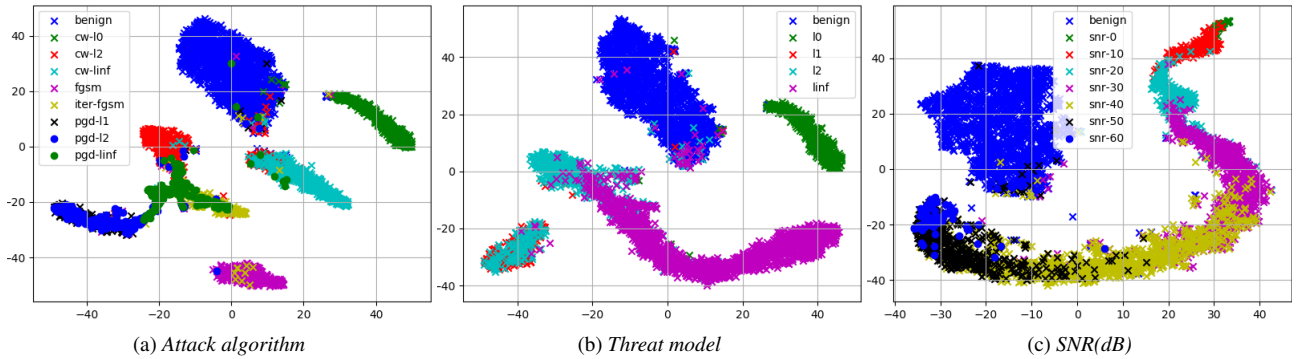 40
20
0
−20
−40
−40
−20
0
20
40
benign
cw-l0
cw-l2
cw-linf
fgsm
iter-fgsm
pgd-l1
pgd-l2
pgd-linf
(a) Attack algorithm
40
20
0
−20
−40
−40
−20
0
20
40
benign
l0
l1
l2
linf
(b) Threat model
40
20
0
−20
−40
−40
−30
−20
−10
0
10
20
30
40
benign
snr-0
snr-10
snr-20
snr-30
snr-40
snr-50
snr-60
(c) SNR(dB)